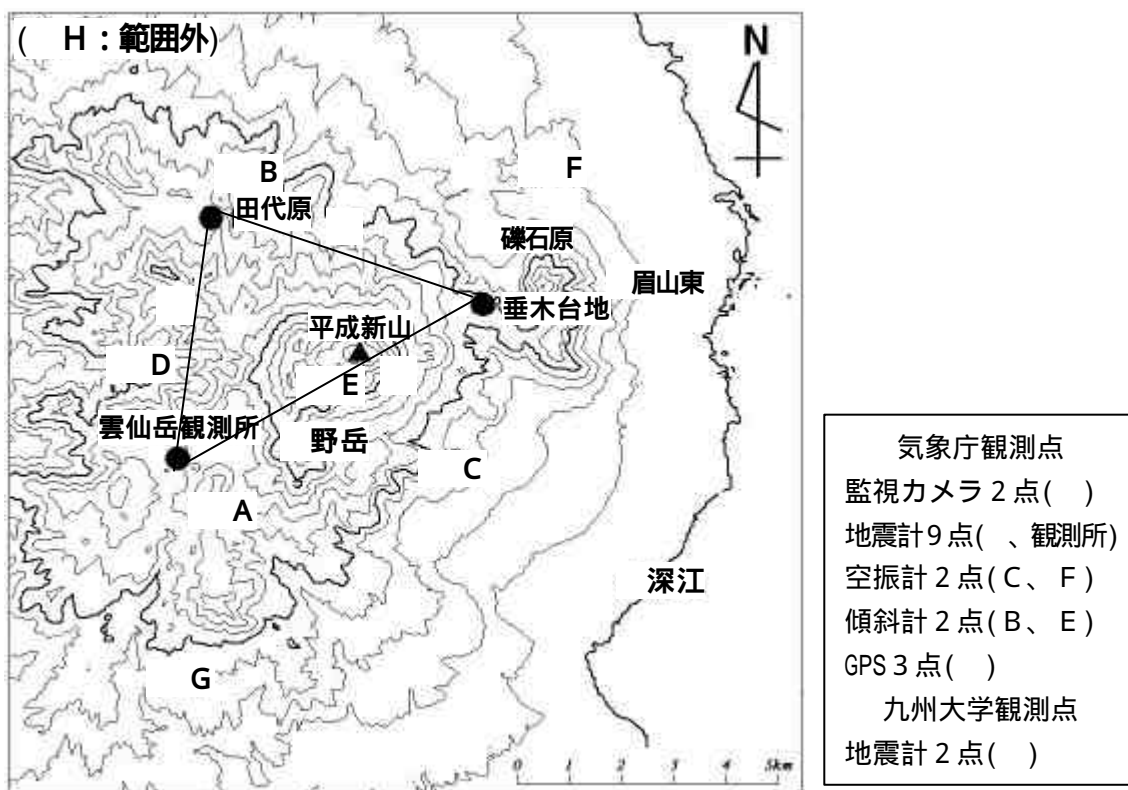 ( H：範囲外)
N
B
F
田代原
礫石原
眉山東
垂木台地
平成新山
D
E
雲仙岳観測所
野岳
C
A
深江
G
0 1 2 3 4 5km
気象庁観測点
監視カメラ２点( )
地震計９点( 、観測所)
空振計２点(Ｃ、Ｆ)
傾斜計２点(Ｂ、Ｅ)
GPS３点( )
九州大学観測点
地震計２点( )